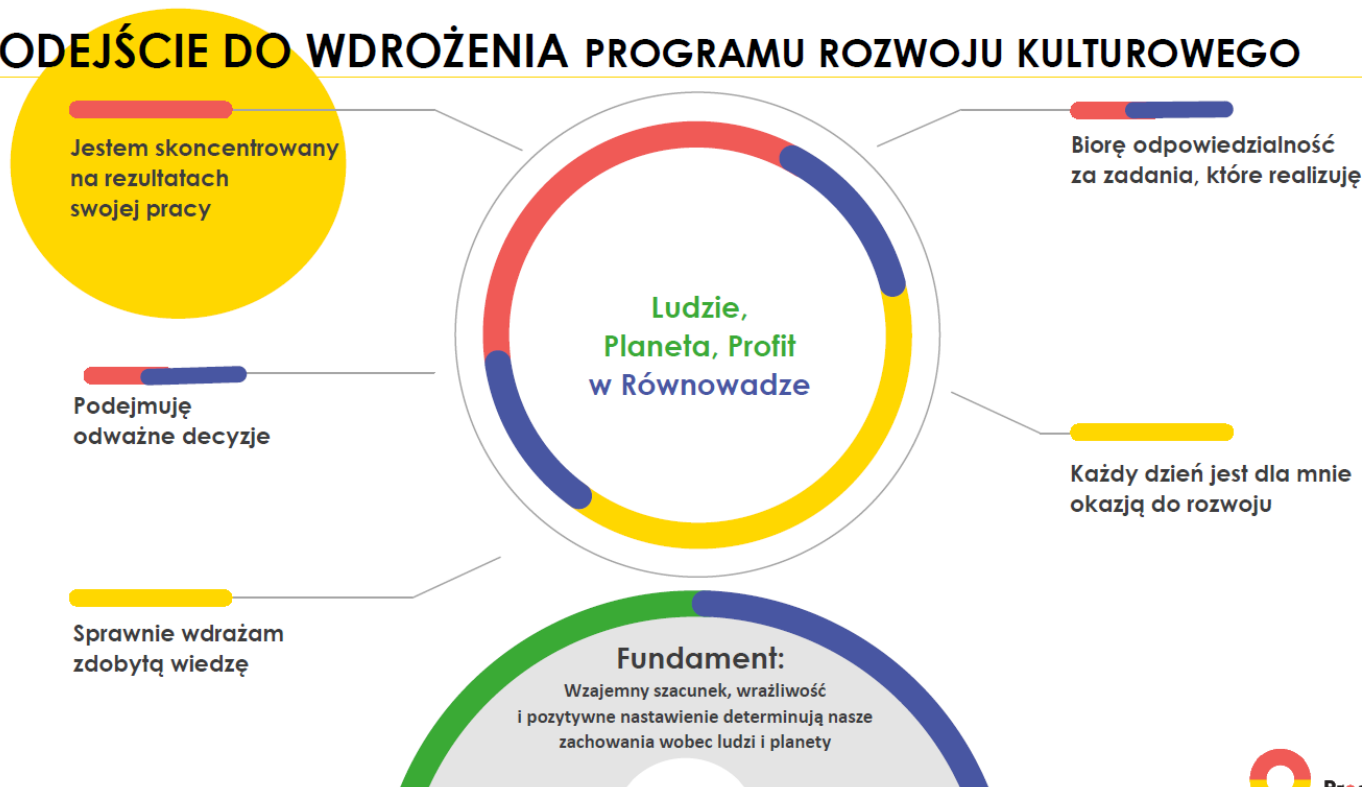 ODEJŚCIE DO WDROŻENIA PROGRAMU ROZWOJU KULTUROWEGO
Jestem skoncentrowany
na rezultatach
swojej pracy
Biorę odpowiedzialność
za zadania, które realizuję
Ludzie,
Planeta, Profit
w Równowadze
Podejmuję
odważne decyzje
Każdy dzień jest dla mnie
okazją do rozwoju
Sprawnie wdrażam
zdobytą wiedzę
Fundament:
Wzajemny szacunek, wrażliwość
i pozytywne nastawienie determinują nasze
zachowania wobec ludzi i planety